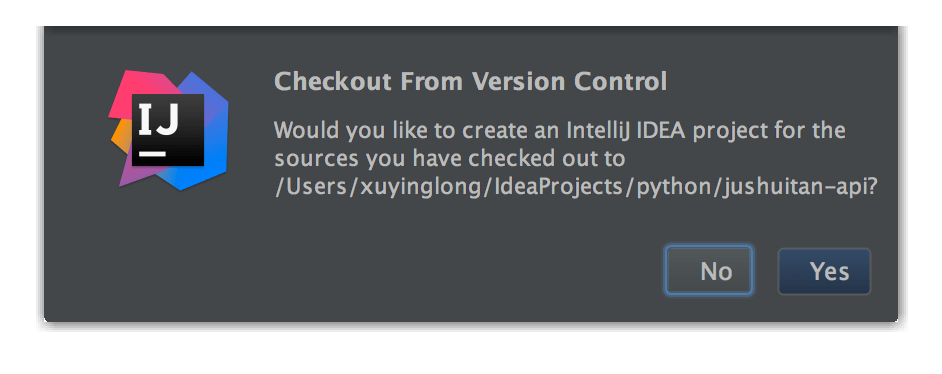 IJ
Checkout From Version Control
Would you like to create an IntelliJ IDEA project for the
sources you have checked out to
/Users/xuyinglong/IdeaProjects/python/jushuitan-api?
No
Yes